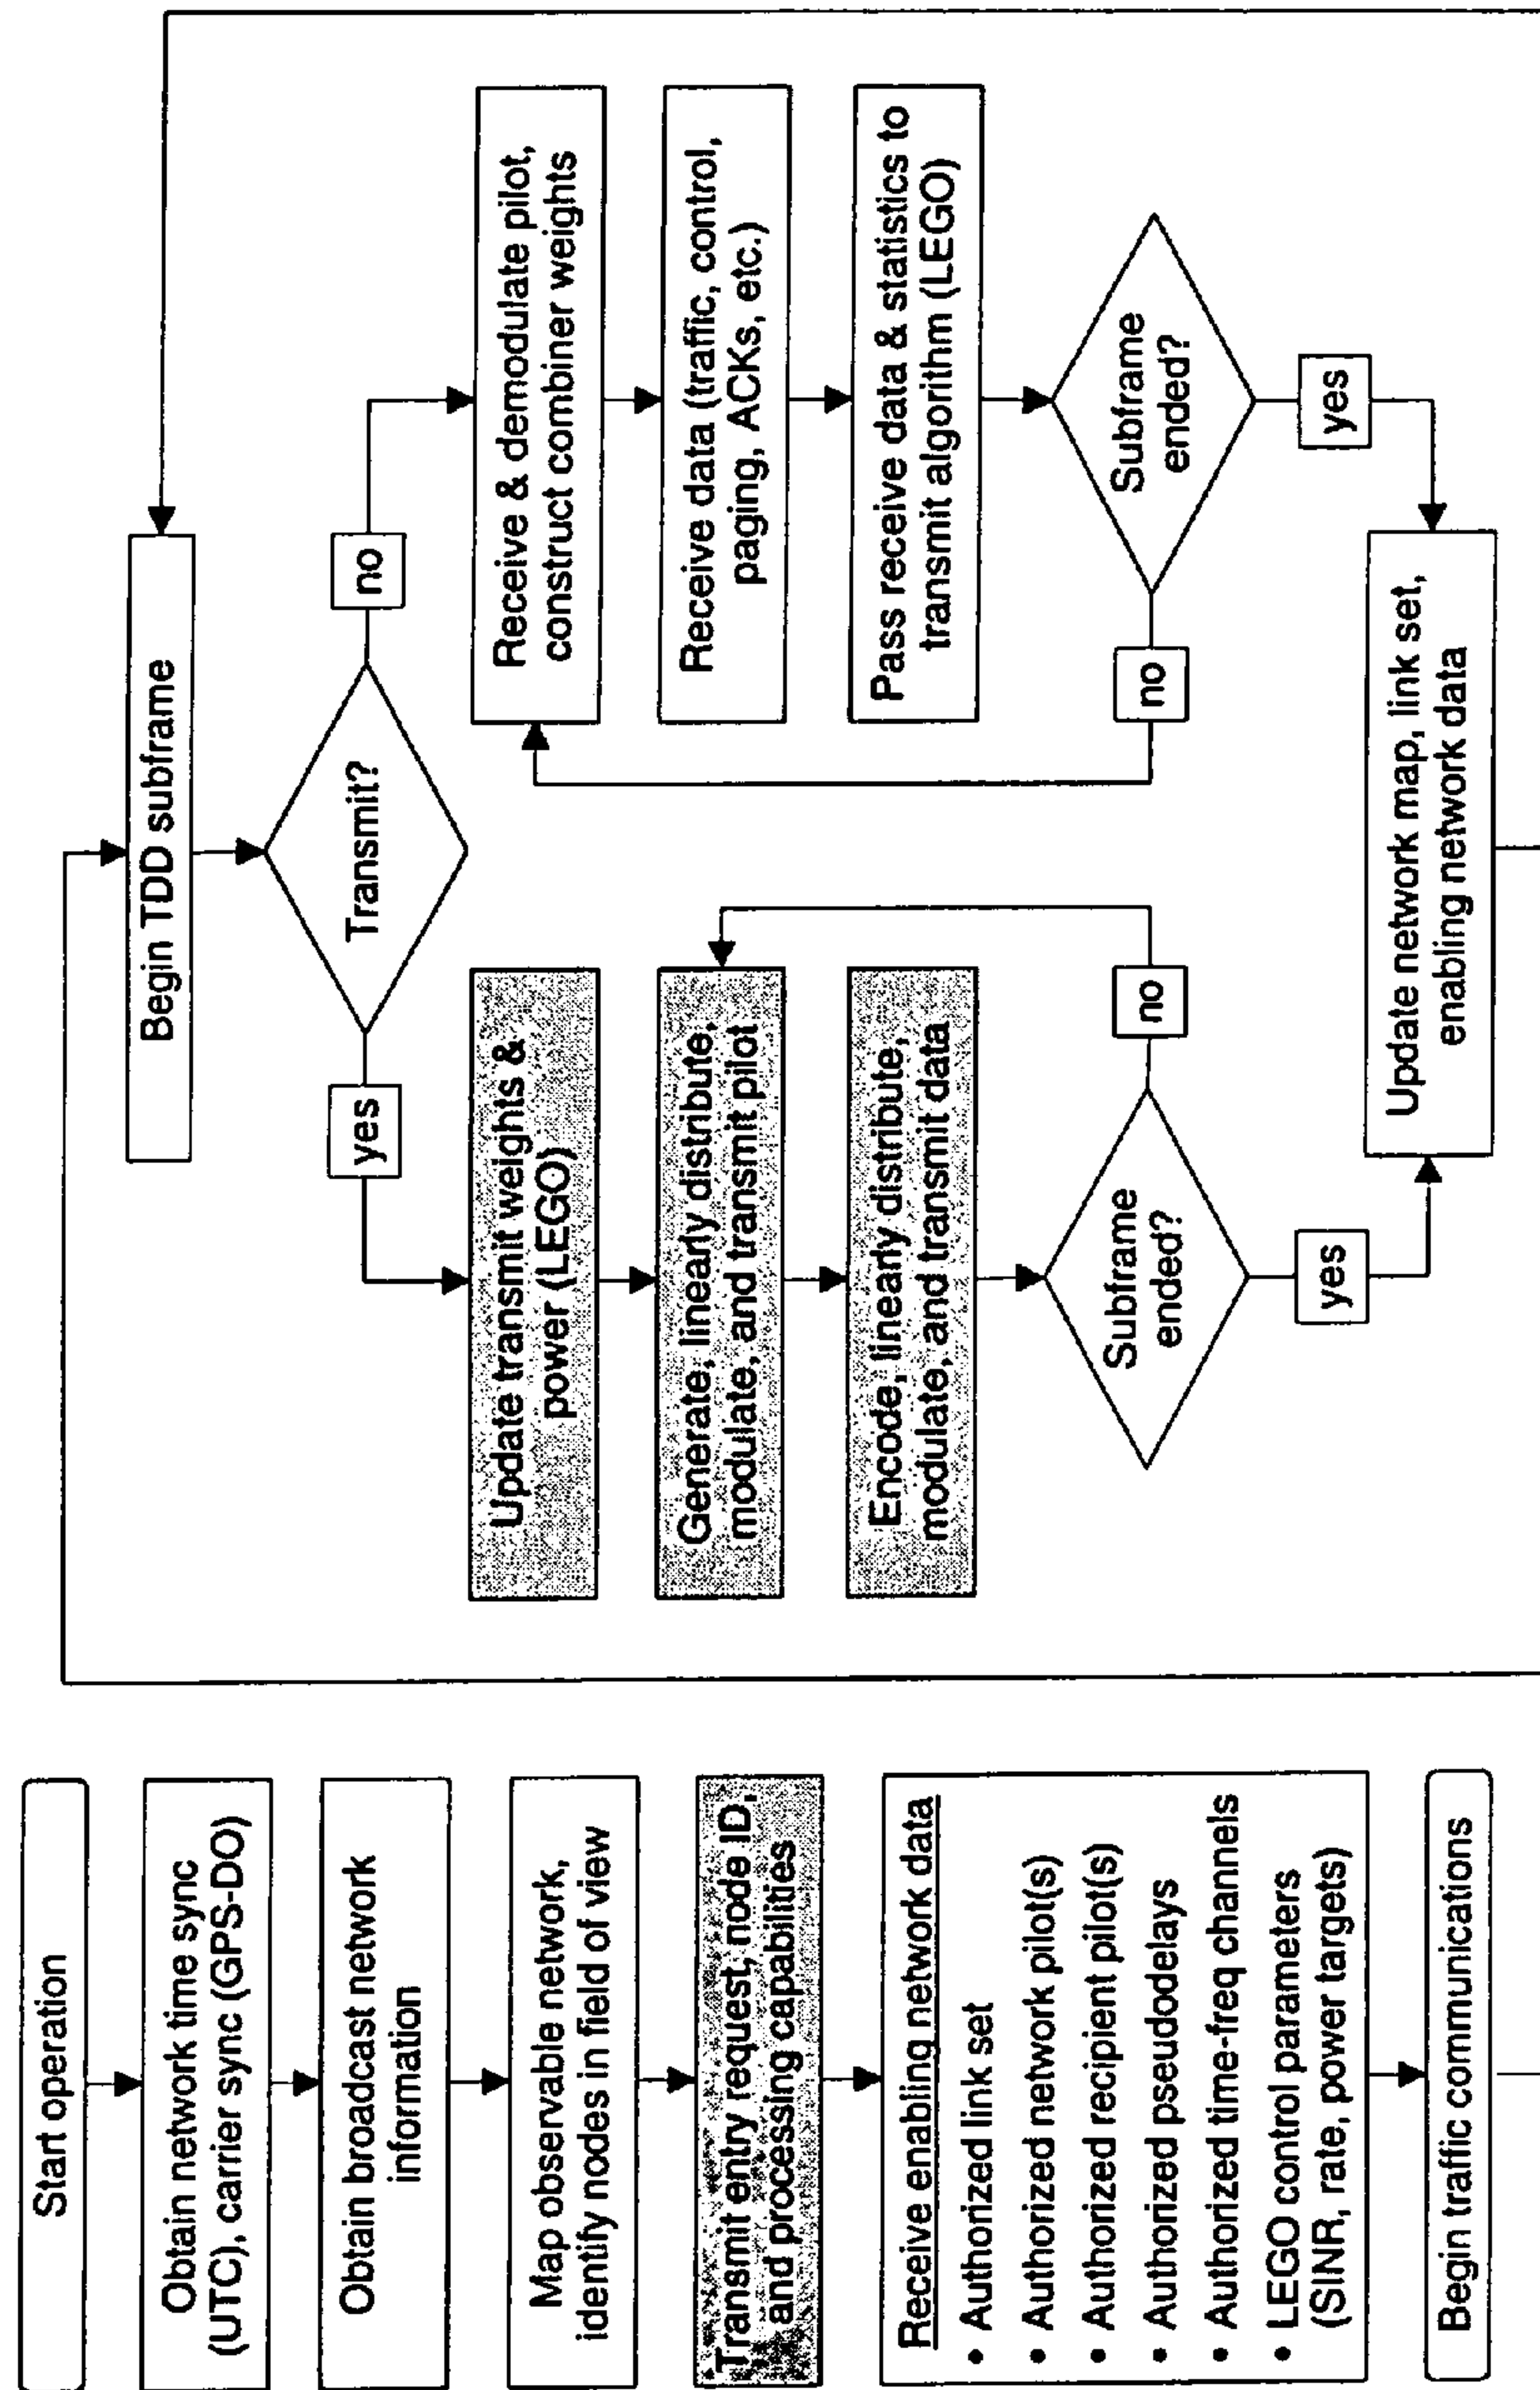 Start operation
Obtain network time sync
(UTC), carrier sync (GPS-DO)
Obtain broadcast network
information
Map observable network,
identify nodes in field of view
Transmit entry request, node ID,
and processing capabilities
Receive enabling network data
• Authorized link set
• Authorized network pilot(s)
• Authorized recipient pilot(s)
• Authorized pseudodelays
• Authorized time-freq channels
• LEGO control parameters
(SINR, rate, power targets)
Begin traffic communications
Begin TDD subframe
Transmit?
yes
no
Update transmit weights &
power (LEGO)
Generate, linearly distribute,
modulate, and transmit pilot
Encode, linearly distribute,
modulate, and transmit data
Subframe
ended?
no
yes
Receive & demodulate pilot,
construct combiner weights
Receive data (traffic, control,
paging, ACKs, etc.)
Pass receive data & statistics to
transmit algorithm (LEGO)
Subframe
ended?
no
yes
Update network map, link set,
enabling network data